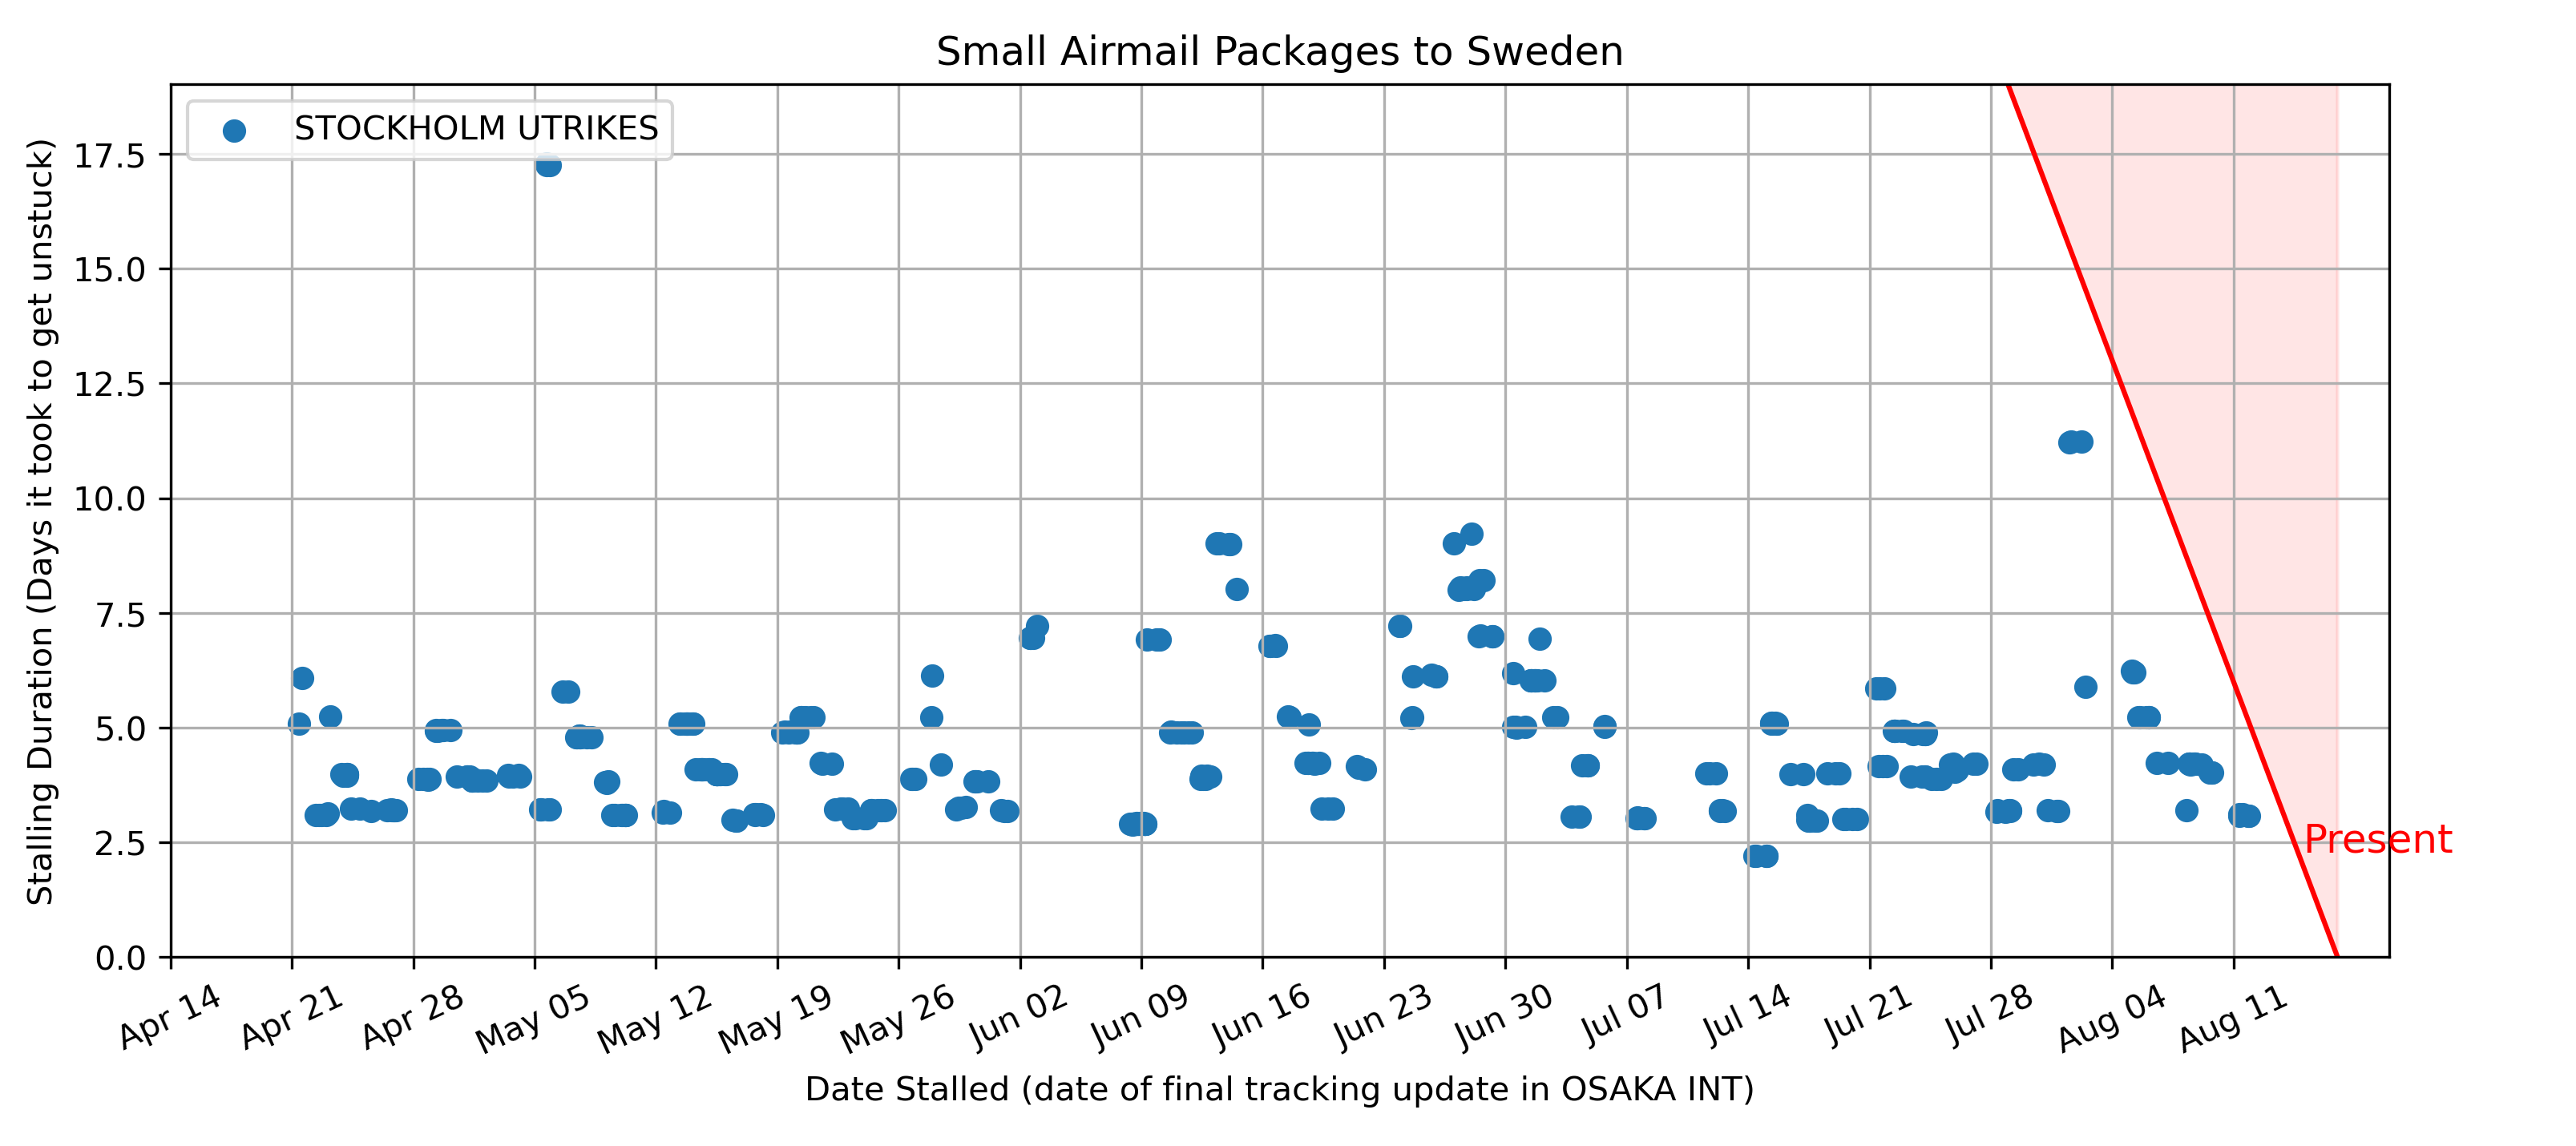 Small Airmail Packages to Sweden
STOCKHOLM UTRIKES
Stalling Duration (Days it took to get unstuck)
17.5
15.0
12.5
10.0
7.5
5.0
2.5
0.0
Present
Apr 14
Apr 21
Apr 28
May 05
May 12
May 19
May 26
Jun 02
Jun 09
Jun 16
Jun 23
Jun 30
Jul 07
Jul 14
Jul 21
Jul 28
Aug 04
Aug 11
Date Stalled (date of final tracking update in OSAKA INT)